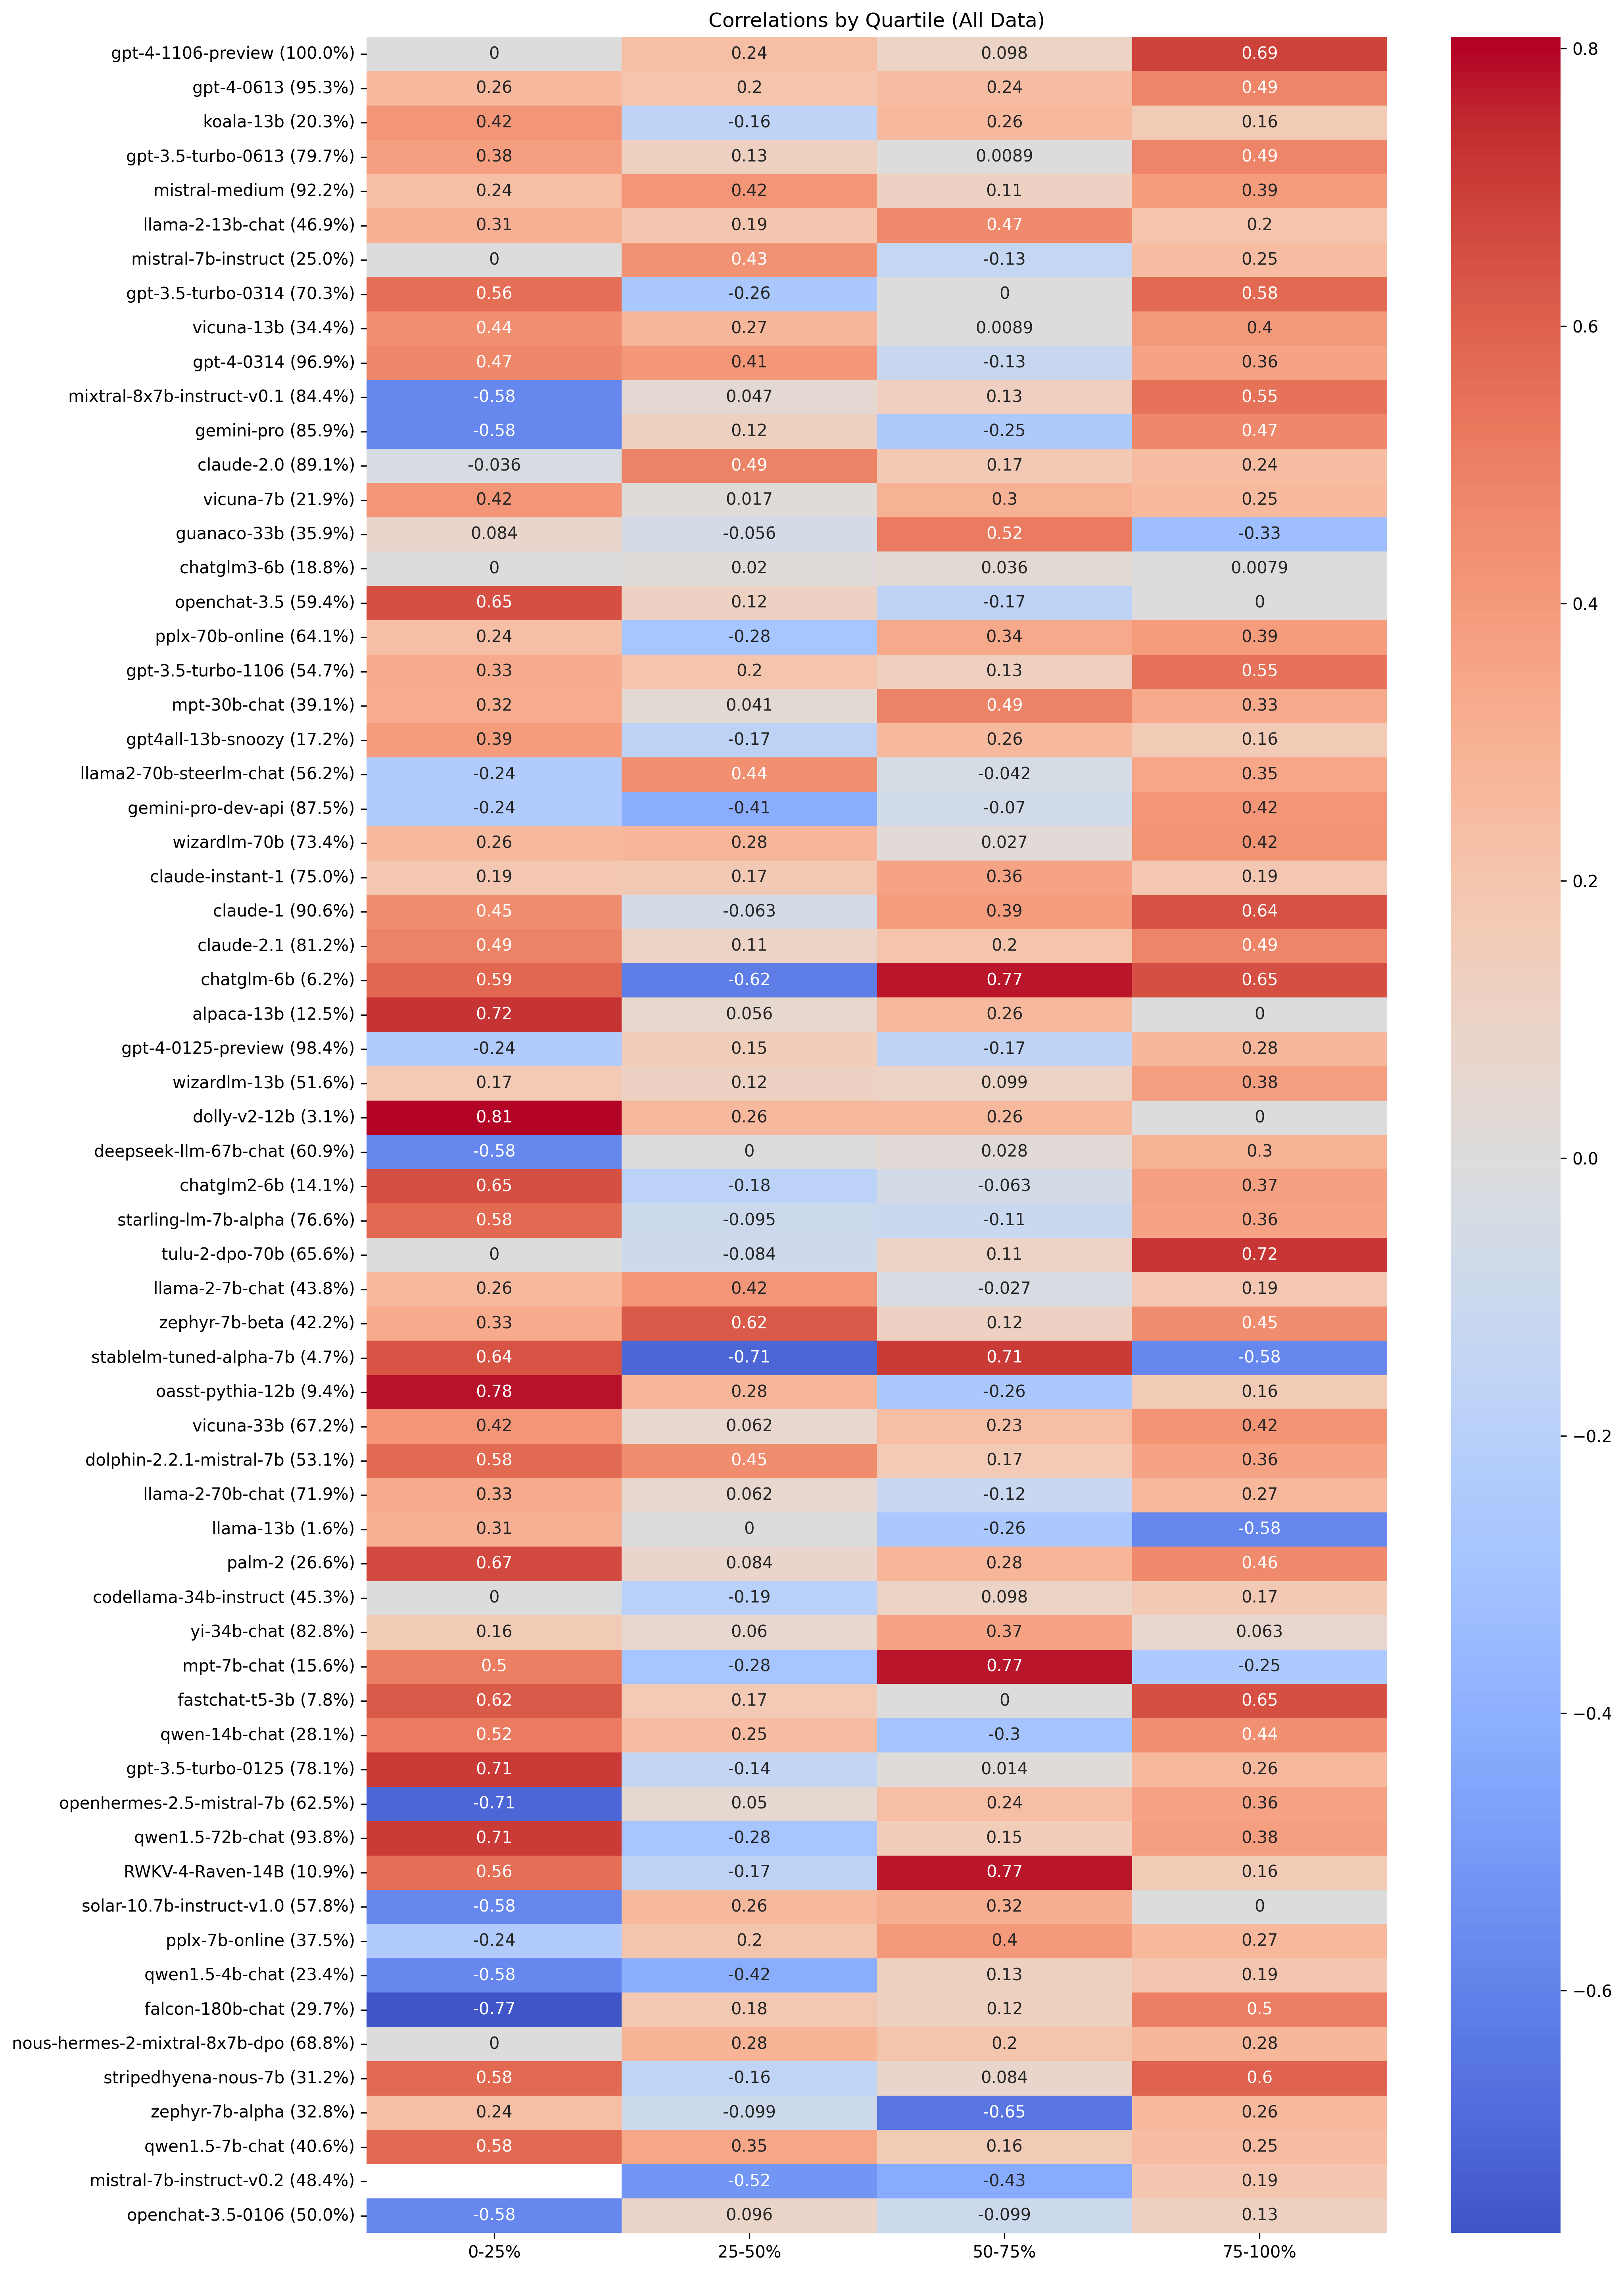 Correlations by Quartile (All Data)
gpt-4-1106-preview (100.0%) 0 0.24 0.098 0.69
gpt-4-0613 (95.3%) 0.26 0.2 0.24 0.49
koala-13b (20.3%) 0.42 -0.16 0.26 0.16
gpt-3.5-turbo-0613 (79.7%) 0.38 0.13 0.0089 0.49
mistral-medium (92.2%) 0.24 0.42 0.11 0.39
llama-2-13b-chat (46.9%) 0.31 0.19 0.47 0.2
mistral-7b-instruct (25.0%) 0 0.43 -0.13 0.25
gpt-3.5-turbo-0314 (70.3%) 0.56 -0.26 0 0.58
vicuna-13b (34.4%) 0.44 0.27 0.0089 0.4
gpt-4-0314 (96.9%) 0.47 0.41 -0.13 0.36
mixtral-8x7b-instruct-v0.1 (84.4%) -0.58 0.047 0.13 0.55
gemini-pro (85.9%) -0.58 0.12 -0.25 0.47
claude-2.0 (89.1%) -0.036 0.49 0.17 0.24
vicuna-7b (21.9%) 0.42 0.017 0.3 0.25
guanaco-33b (35.9%) 0.084 -0.056 0.52 -0.33
chatglm3-6b (18.8%) 0 0.02 0.036 0.0079
openchat-3.5 (59.4%) 0.65 0.12 -0.17 0
pplx-70b-online (64.1%) 0.24 -0.28 0.34 0.39
gpt-3.5-turbo-1106 (54.7%) 0.33 0.2 0.13 0.55
mpt-30b-chat (39.1%) 0.32 0.041 0.49 0.33
gpt4all-13b-snoozy (17.2%) 0.39 -0.17 0.26 0.16
llama2-70b-steerlm-chat (56.2%) -0.24 0.44 -0.042 0.35
gemini-pro-dev-api (87.5%) -0.24 -0.41 -0.07 0.42
wizardlm-70b (73.4%) 0.26 0.28 0.027 0.42
claude-instant-1 (75.0%) 0.19 0.17 0.36 0.19
claude-1 (90.6%) 0.45 -0.063 0.39 0.64
claude-2.1 (81.2%) 0.49 0.11 0.2 0.49
chatglm-6b (6.2%) 0.59 -0.62 0.77 0.65
alpaca-13b (12.5%) 0.72 0.056 0.26 0
gpt-4-0125-preview (98.4%) -0.24 0.15 -0.17 0.28
wizardlm-13b (51.6%) 0.17 0.12 0.099 0.38
dolly-v2-12b (3.1%) 0.81 0.26 0.26 0
deepseek-llm-67b-chat (60.9%) -0.58 0 0.028 0.3
chatglm2-6b (14.1%) 0.65 -0.18 -0.063 0.37
starling-lm-7b-alpha (76.6%) 0.58 -0.095 -0.11 0.36
tulu-2-dpo-70b (65.6%) 0 -0.084 0.11 0.72
llama-2-7b-chat (43.8%) 0.26 0.42 -0.027 0.19
zephyr-7b-beta (42.2%) 0.33 0.62 0.12 0.45
stablelm-tuned-alpha-7b (4.7%) 0.64 -0.71 0.71 -0.58
oasst-pythia-12b (9.4%) 0.78 0.28 -0.26 0.16
vicuna-33b (67.2%) 0.42 0.062 0.23 0.42
dolphin-2.2.1-mistral-7b (53.1%) 0.58 0.45 0.17 0.36
llama-2-70b-chat (71.9%) 0.33 0.062 -0.12 0.27
llama-13b (1.6%) 0.31 0 -0.26 -0.58
palm-2 (26.6%) 0.67 0.084 0.28 0.46
codellama-34b-instruct (45.3%) 0 -0.19 0.098 0.17
yi-34b-chat (82.8%) 0.16 0.06 0.37 0.063
mpt-7b-chat (15.6%) 0.5 -0.28 0.77 -0.25
fastchat-t5-3b (7.8%) 0.62 0.17 0 0.65
qwen-14b-chat (28.1%) 0.52 0.25 -0.3 0.44
gpt-3.5-turbo-0125 (78.1%) 0.71 -0.14 0.014 0.26
openhermes-2.5-mistral-7b (62.5%) -0.71 0.05 0.24 0.36
qwen1.5-72b-chat (93.8%) 0.71 -0.28 0.15 0.38
RWKV-4-Raven-14B (10.9%) 0.56 -0.17 0.77 0.16
solar-10.7b-instruct-v1.0 (57.8%) -0.58 0.26 0.32 0
pplx-7b-online (37.5%) -0.24 0.2 0.4 0.27
qwen1.5-4b-chat (23.4%) -0.58 -0.42 0.13 0.19
falcon-180b-chat (29.7%) -0.77 0.18 0.12 0.5
nous-hermes-2-mixtral-8x7b-dpo (68.8%) 0 0.28 0.2 0.28
stripedhyena-nous-7b (31.2%) 0.58 -0.16 0.084 0.6
zephyr-7b-alpha (32.8%) 0.24 -0.099 -0.65 0.26
qwen1.5-7b-chat (40.6%) 0.58 0.35 0.16 0.25
mistral-7b-instruct-v0.2 (48.4%) -0.52 -0.43 0.19
openchat-3.5-0106 (50.0%) -0.58 0.096 -0.099 0.13
0-25% 25-50% 50-75% 75-100%
0.8
0.6
0.4
0.2
0.0
−0.2
−0.4
−0.6